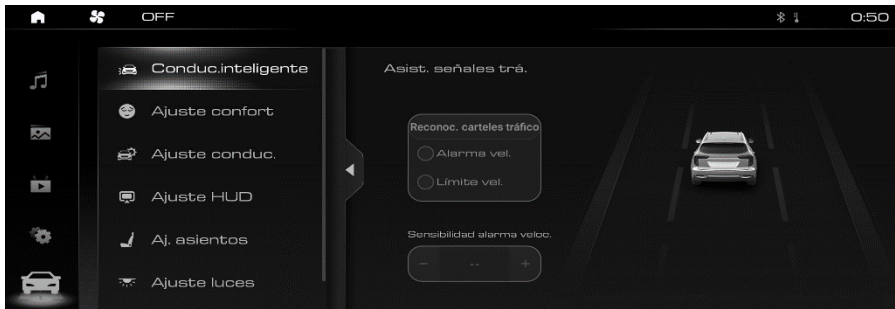 OFF
0:50
Conduc.inteligente
Ajuste confort
Ajuste conduc.
Ajuste HUD
Aj. asientos
Ajuste luces
Asist. señales trá.
Reconoc. carteles tráfico
Alarma vel.
Límite vel.
Sensibilidad alarma veloc.
- -- +